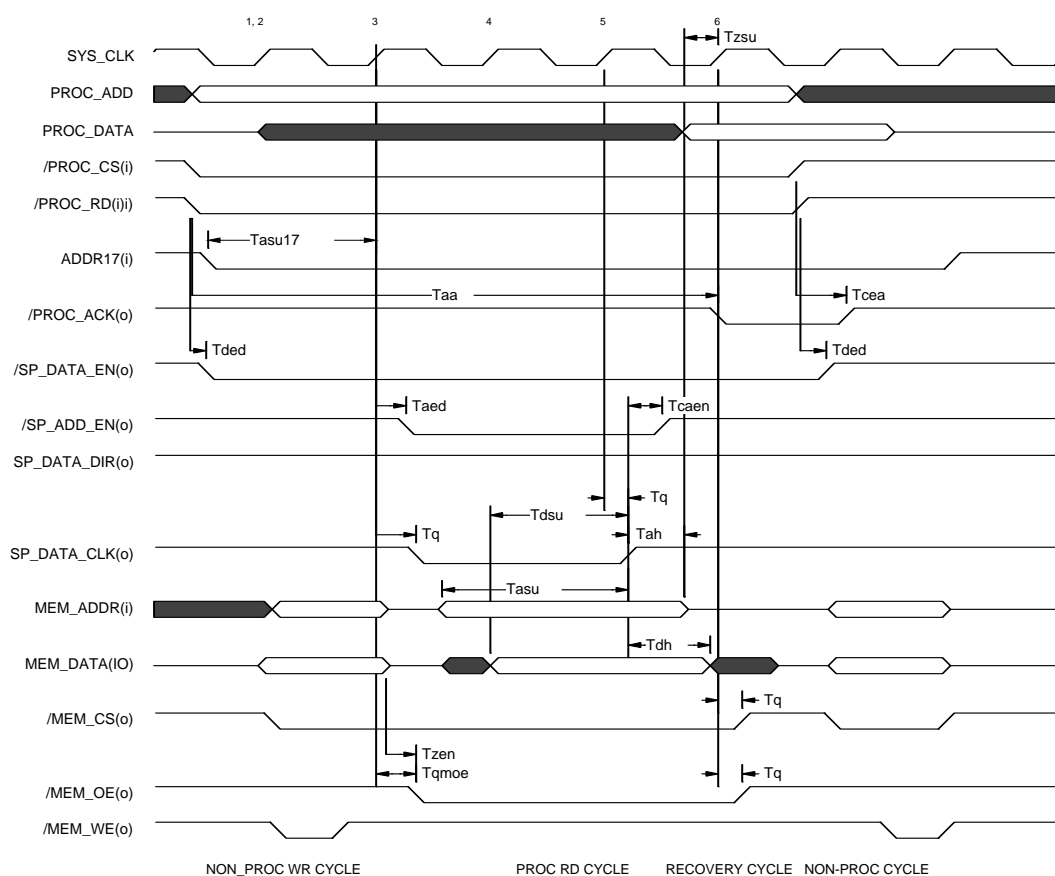 1, 2 3 4 5 6
Tzsu
SYS_CLK
PROC_ADD
PROC_DATA
/PROC_CS(i)
/PROC_RD(i)i)
Tasu17
ADDR17(i)
Taa Tcea
/PROC_ACK(o)
Tded Tded
/SP_DATA_EN(o)
Taed Tcaen
/SP_ADD_EN(o)
SP_DATA_DIR(o)
Tq
Tdsu
Tq Tah
SP_DATA_CLK(o)
Tasu
MEM_ADDR(i)
Tdh
MEM_DATA(IO)
Tq
/MEM_CS(o)
Tzen
Tqmoe Tq
/MEM_OE(o)
/MEM_WE(o)
NON_PROC WR CYCLE PROC RD CYCLE RECOVERY CYCLE NON-PROC CYCLE